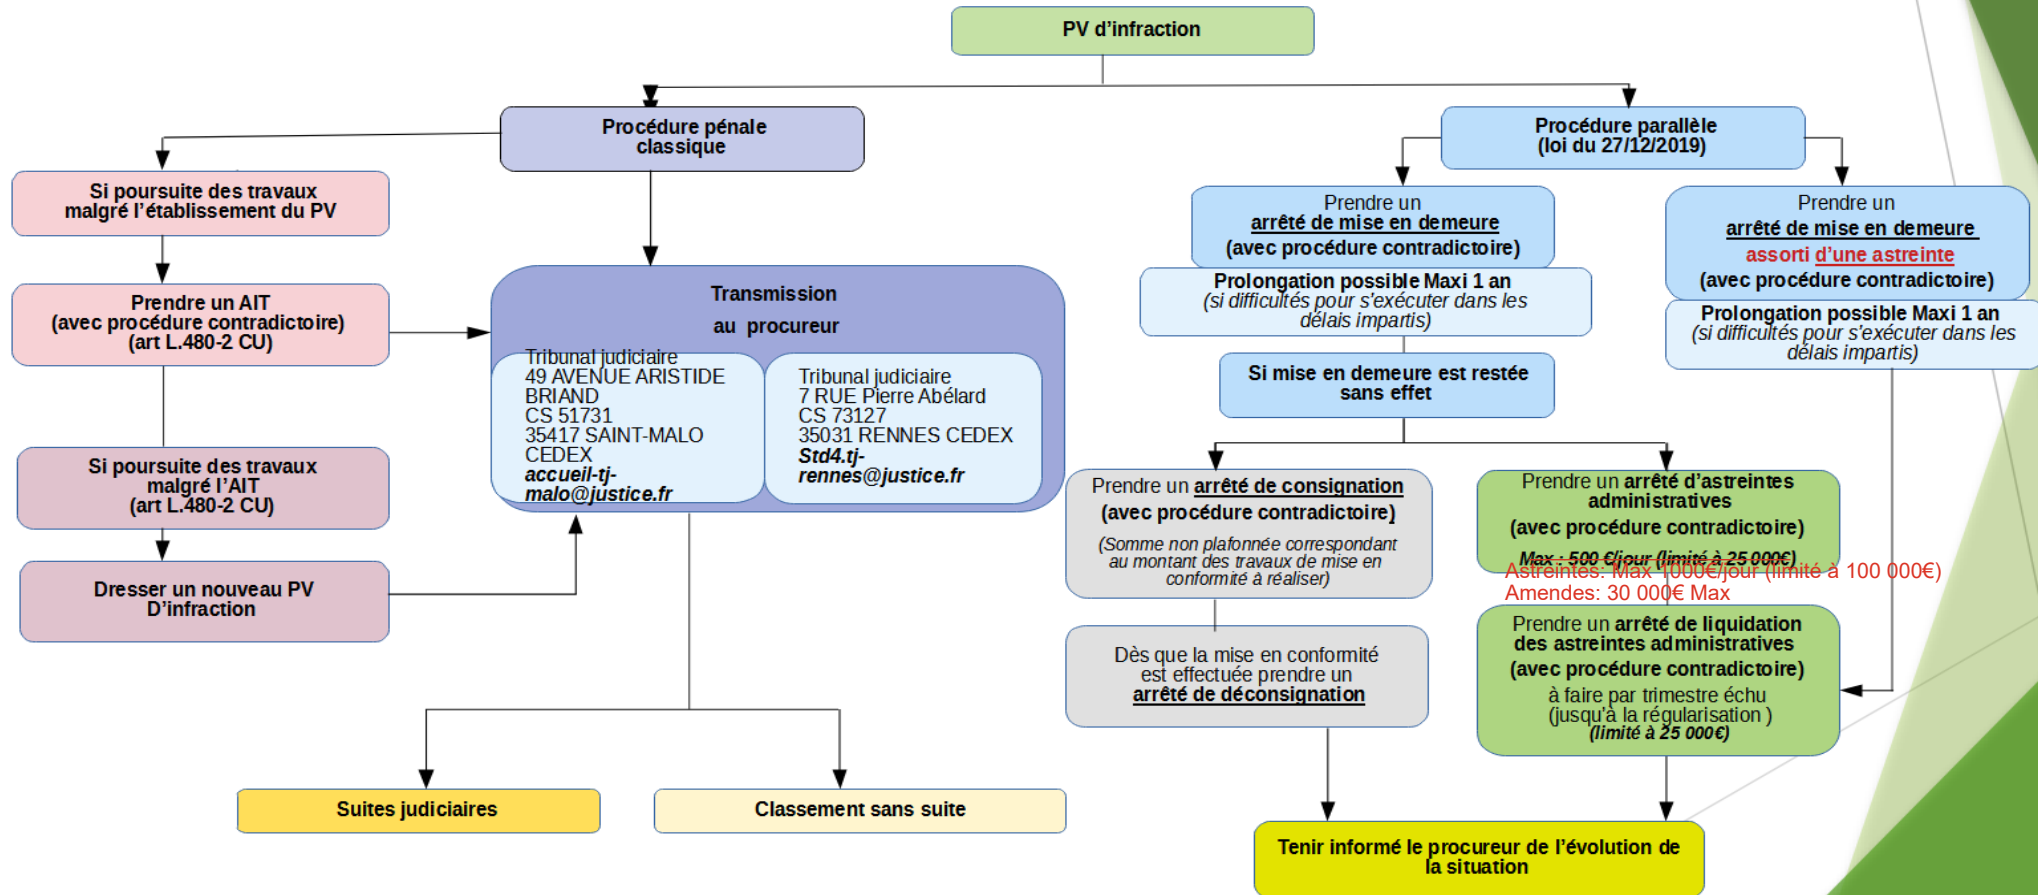 PV d'infraction
Procédure pénale
classique
Procédure parallèle
(loi du 27/12/2019)
Si poursuite des travaux
malgré l'établissement du PV
Prendre un AIT
(avec procédure contradictoire)
(art L.480-2 CU)
Si poursuite des travaux
malgré l'AIT
(art L.480-2 CU)
Dresser un nouveau PV
D'infraction
Transmission
au procureur
Tribunal judiciaire
49 AVENUE ARISTIDE
BRIAND
CS 51731
35417 SAINT-MALO
CEDEX
accueil-tj-
malo@justice.fr
Tribunal judiciaire
7 RUE Pierre Abélard
CS 73127
35031 RENNES CEDEX
Std4.tj-
rennes@justice.fr
Suites judiciaires
Classement sans suite
Prendre un
arrêté de mise en demeure
(avec procédure contradictoire)
Prolongation possible Maxi 1 an
(si difficultés pour s'exécuter dans les
délais impartis)
Prendre un
arrêté de mise en demeure
assorti d'une astreinte
(avec procédure contradictoire)
Prolongation possible Maxi 1 an
(si difficultés pour s'exécuter dans les
délais impartis)
Si mise en demeure est restée
sans effet
Prendre un arrêté de consignation
(avec procédure contradictoire)
(Somme non plafonnée correspondant
au montant des travaux de mise en
conformité à réaliser)
Dès que la mise en conformité
est effectuée prendre un
arrêté de déconsignation
Prendre un arrêté d'astreintes
administratives
(avec procédure contradictoire)
Max : 500 €/jour (limité à 25 000€)
Astreintes: Max 1000€/jour (limité à 100 000€)
Amendes: 30 000€ Max
Prendre un arrêté de liquidation
des astreintes administratives
(avec procédure contradictoire)
à faire par trimestre échu
(jusqu'à la régularisation )
(limité à 25 000€)
Tenir informé le procureur de l'évolution de
la situation